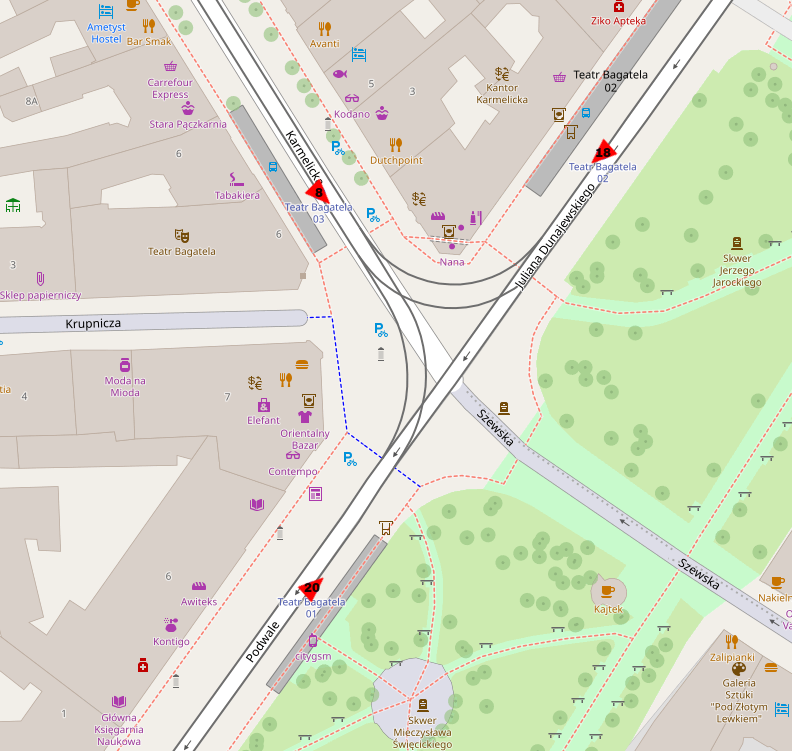 Ametyst
Hostel
Bar Smak
Avanti
Ziko Apteka
Teatr Bagatela
02
Carrefour
Express
8A
5
3
Kantor
Karmelicka
Kodano
Stara Pączkarnia
6
Dutchpoint
Karmelick
Tabakiera
8
Teatr Bagatela
03
18
Teatr Bagatela
02
Juliana Dunajewskiego
6
Teatr Bagatela
Nana
Skwer
Jerzego
Jarockiego
3
Sklep papierniczy
Krupnicza
Moda na
Mioda
tia
4
7
Elefant
Orientalny
Bazar
Contempo
Szewska
Szewska
6
Awiteks
Kontigo
20
Teatr Bagatela
01
Podwale
citygsm
Kajtek
Nakieln
Zalipianki
Galeria
Sztuki
"Pod Złotym
Lewkiem"
Główna
Księgarnia
Naukowa
1
Skwer
Mieczysława
Święcickiego